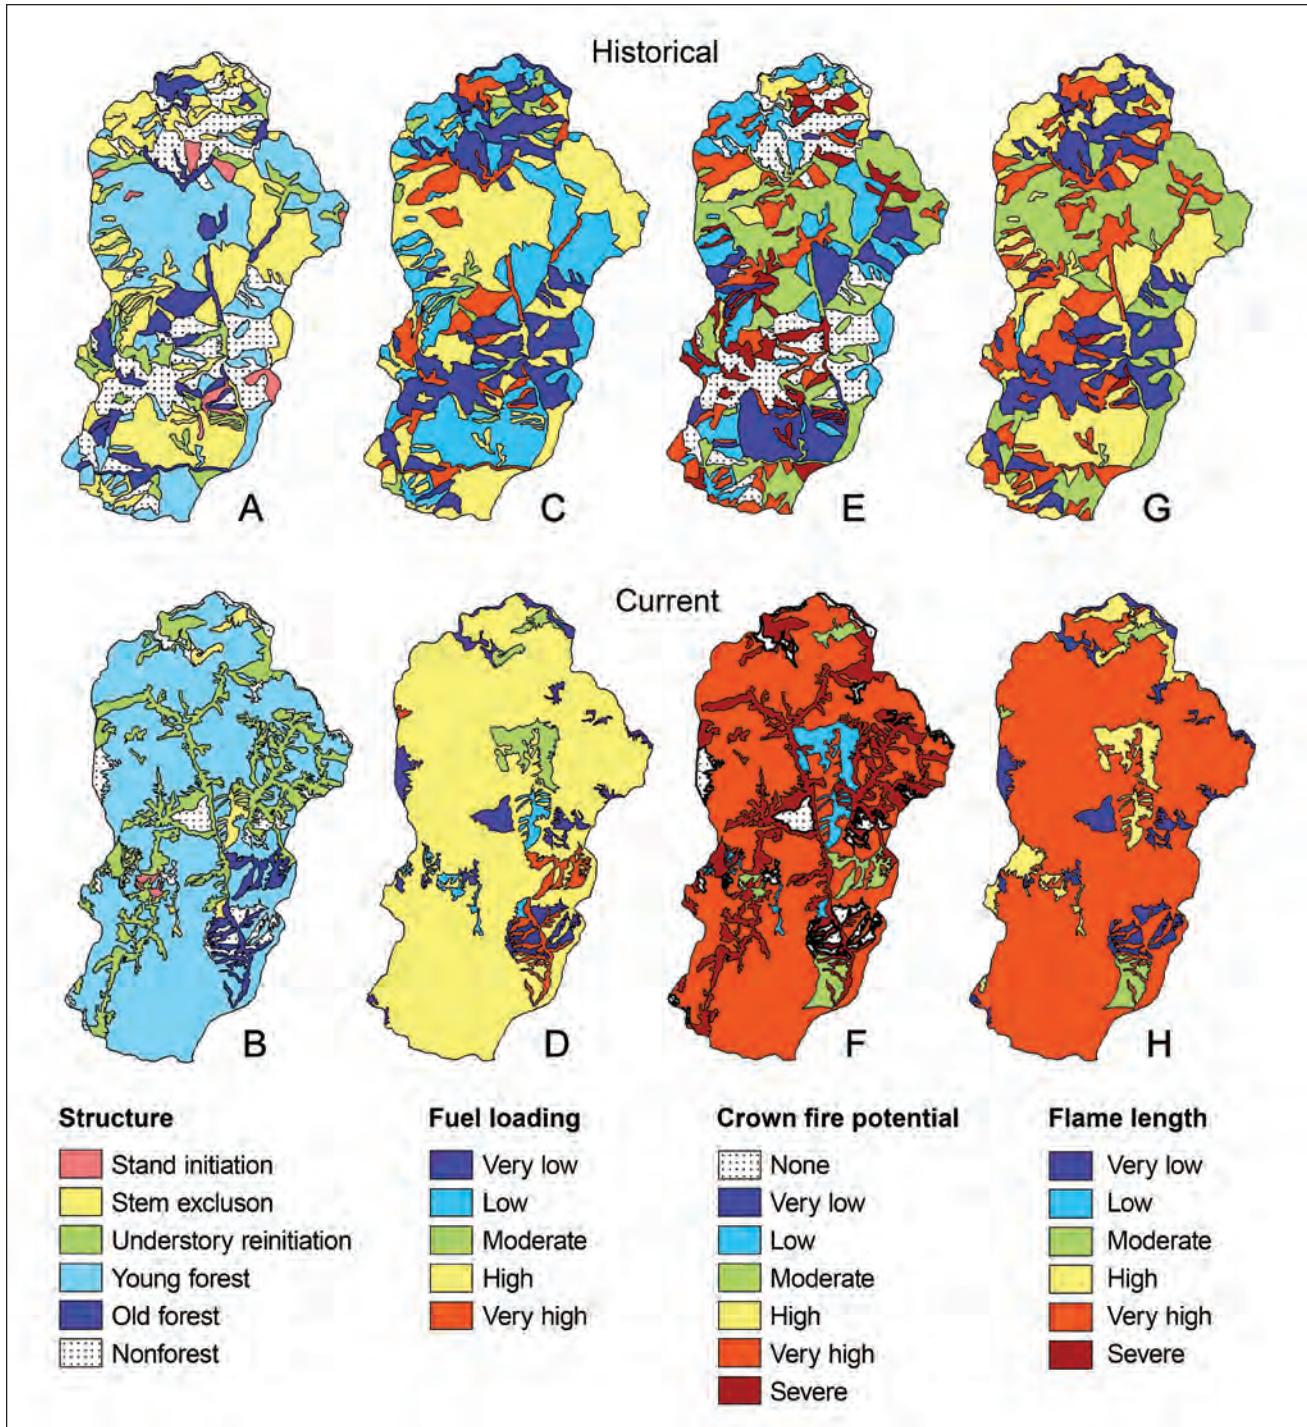 Historical
A
C
E
G
Current
B
D
F
H
Structure
Stand initiation
Stem excluson
Understory reinitiation
Young forest
Old forest
Nonforest
Fuel loading
Very low
Low
Moderate
High
Very high
Crown fire potential
None
Very low
Low
Moderate
High
Very high
Severe
Flame length
Very low
Low
Moderate
High
Very high
Severe